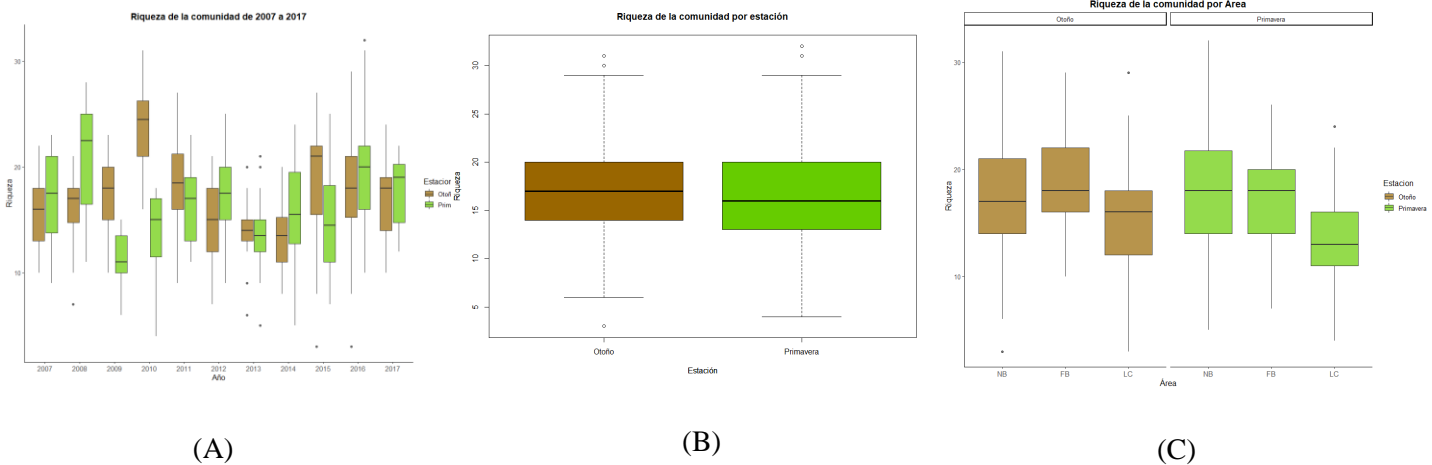 Riqueza de la comunidad de 2007 a 2017
Riqueza
30
20
10
2007 2008 2009 2010 2011 2012 2013 2014 2015 2016 2017
Año
Estacion
Otoñ
Prim
(A)
Riqueza de la comunidad por estación
Riqueza
30
25
20
15
10
5
Otoño Primavera
Estación
(B)
Riqueza de la comunidad por Area
Otoño Primavera
Riqueza
30
20
10
NB FB LC NB FB LC
Área
Estacion
Otoño
Primavera
(C)